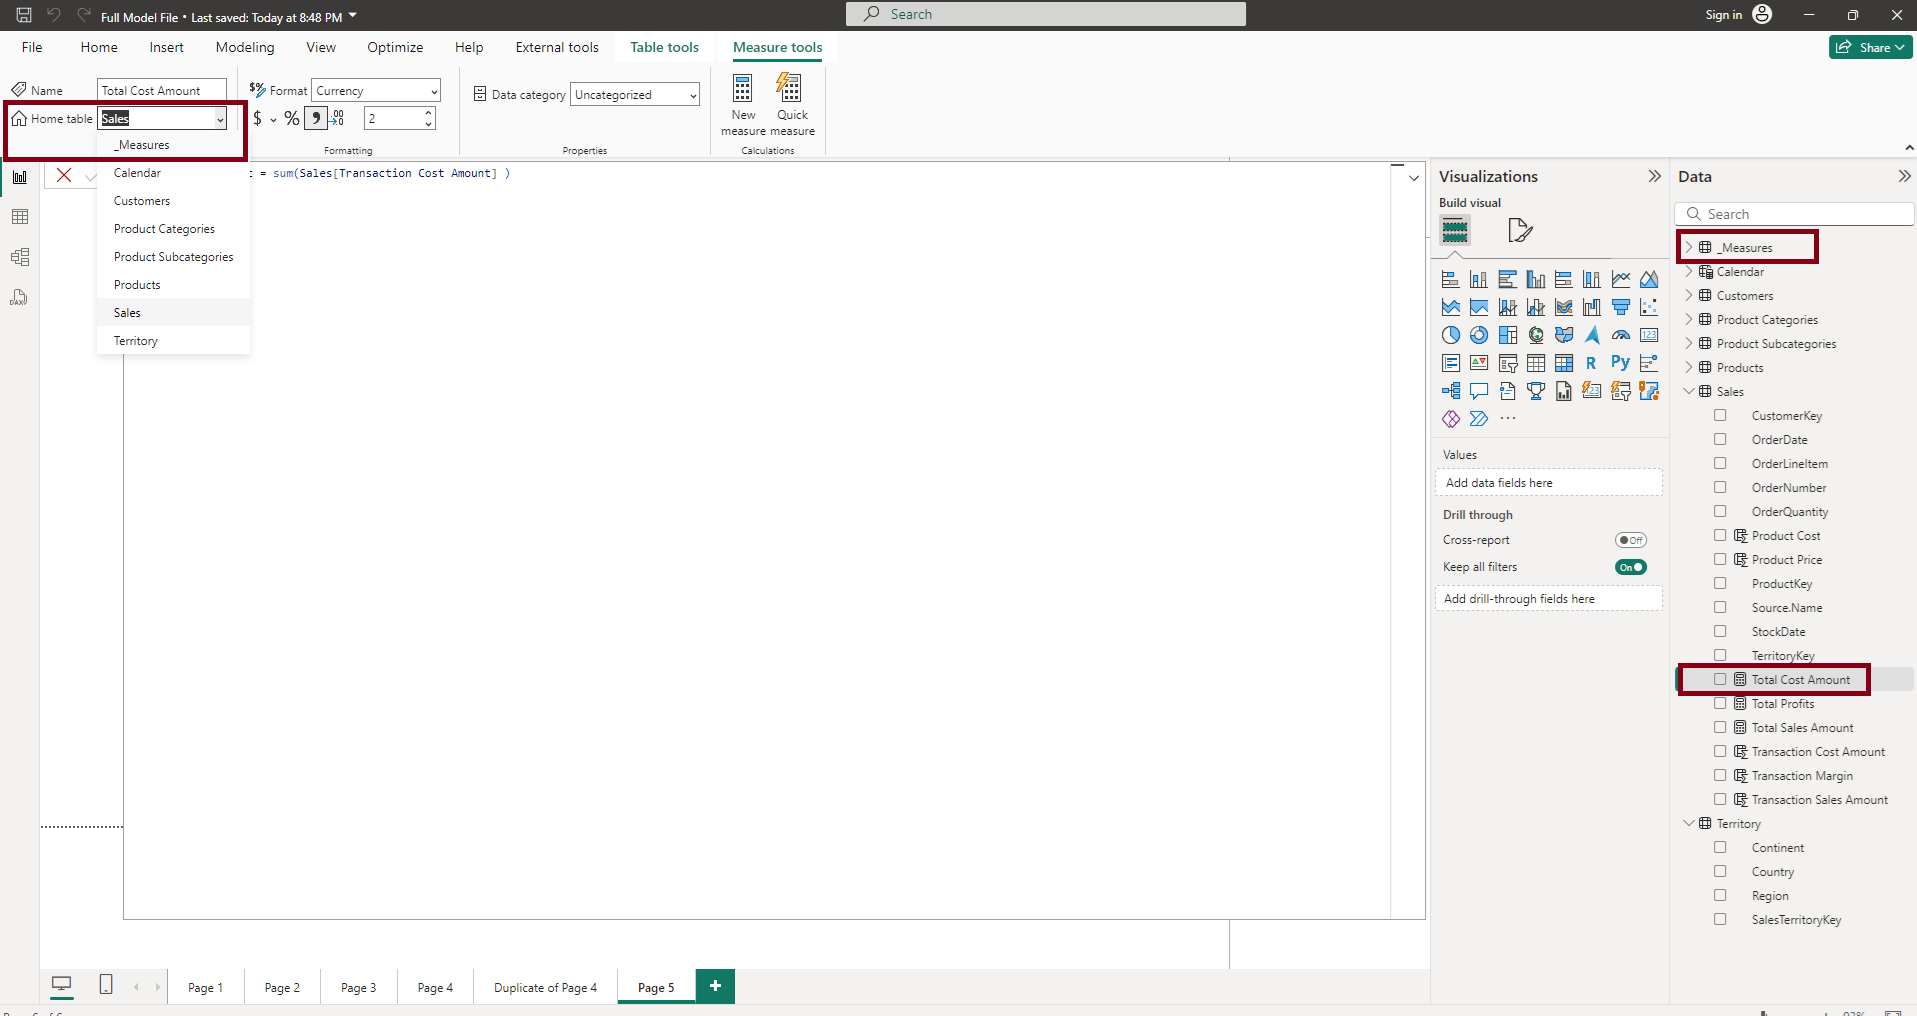 Full Model File • Last saved: Today at 8:48 PM
Search
Sign in
File
Home
Insert
Modeling
View
Optimize
Help
External tools
Table tools
Measure tools
Share
Name
Total Cost Amount
Home table
Sales
$%
Format
Currency
$ % 9 .00
2
Formatting
Data category
Uncategorized
Properties
New measure
Quick measure
Calculations
_Measures
Calendar
Customers
Product Categories
Product Subcategories
Products
Sales
Territory
t = sum(Sales[Transaction Cost Amount] )
DAX
Visualizations
Build visual
123
R
Py
123
Values
Add data fields here
Drill through
Cross-report
Off
Keep all filters
On
Add drill-through fields here
Data
Search
_Measures
Calendar
Customers
Product Categories
Product Subcategories
Products
Sales
CustomerKey
OrderDate
OrderLineItem
OrderNumber
OrderQuantity
Product Cost
Product Price
ProductKey
Source.Name
StockDate
TerritoryKey
Total Cost Amount
Total Profits
Total Sales Amount
Transaction Cost Amount
Transaction Margin
Transaction Sales Amount
Territory
Continent
Country
Region
SalesTerritoryKey
Page 1
Page 2
Page 3
Page 4
Duplicate of Page 4
Page 5
+